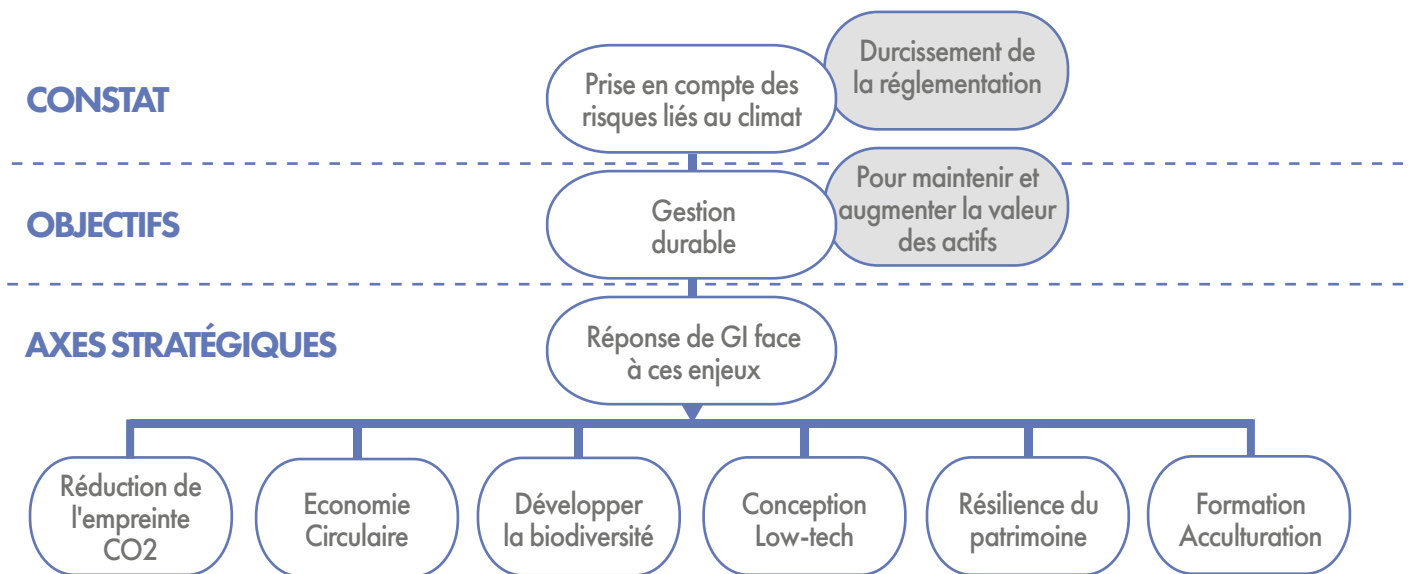 CONSTAT
Prise en compte des
risques liés au climat
Durcissement de
la réglementation
OBJECTIFS
Gestion
durable
Pour maintenir et
augmenter la valeur
des actifs
AXES STRATÉGIQUES
Réponse de GI face
à ces enjeux
Réduction de
l'empreinte
CO2
Economie
Circulaire
Développer
la biodiversité
Conception
Low-tech
Résilience du
patrimoine
Formation
Acculturation